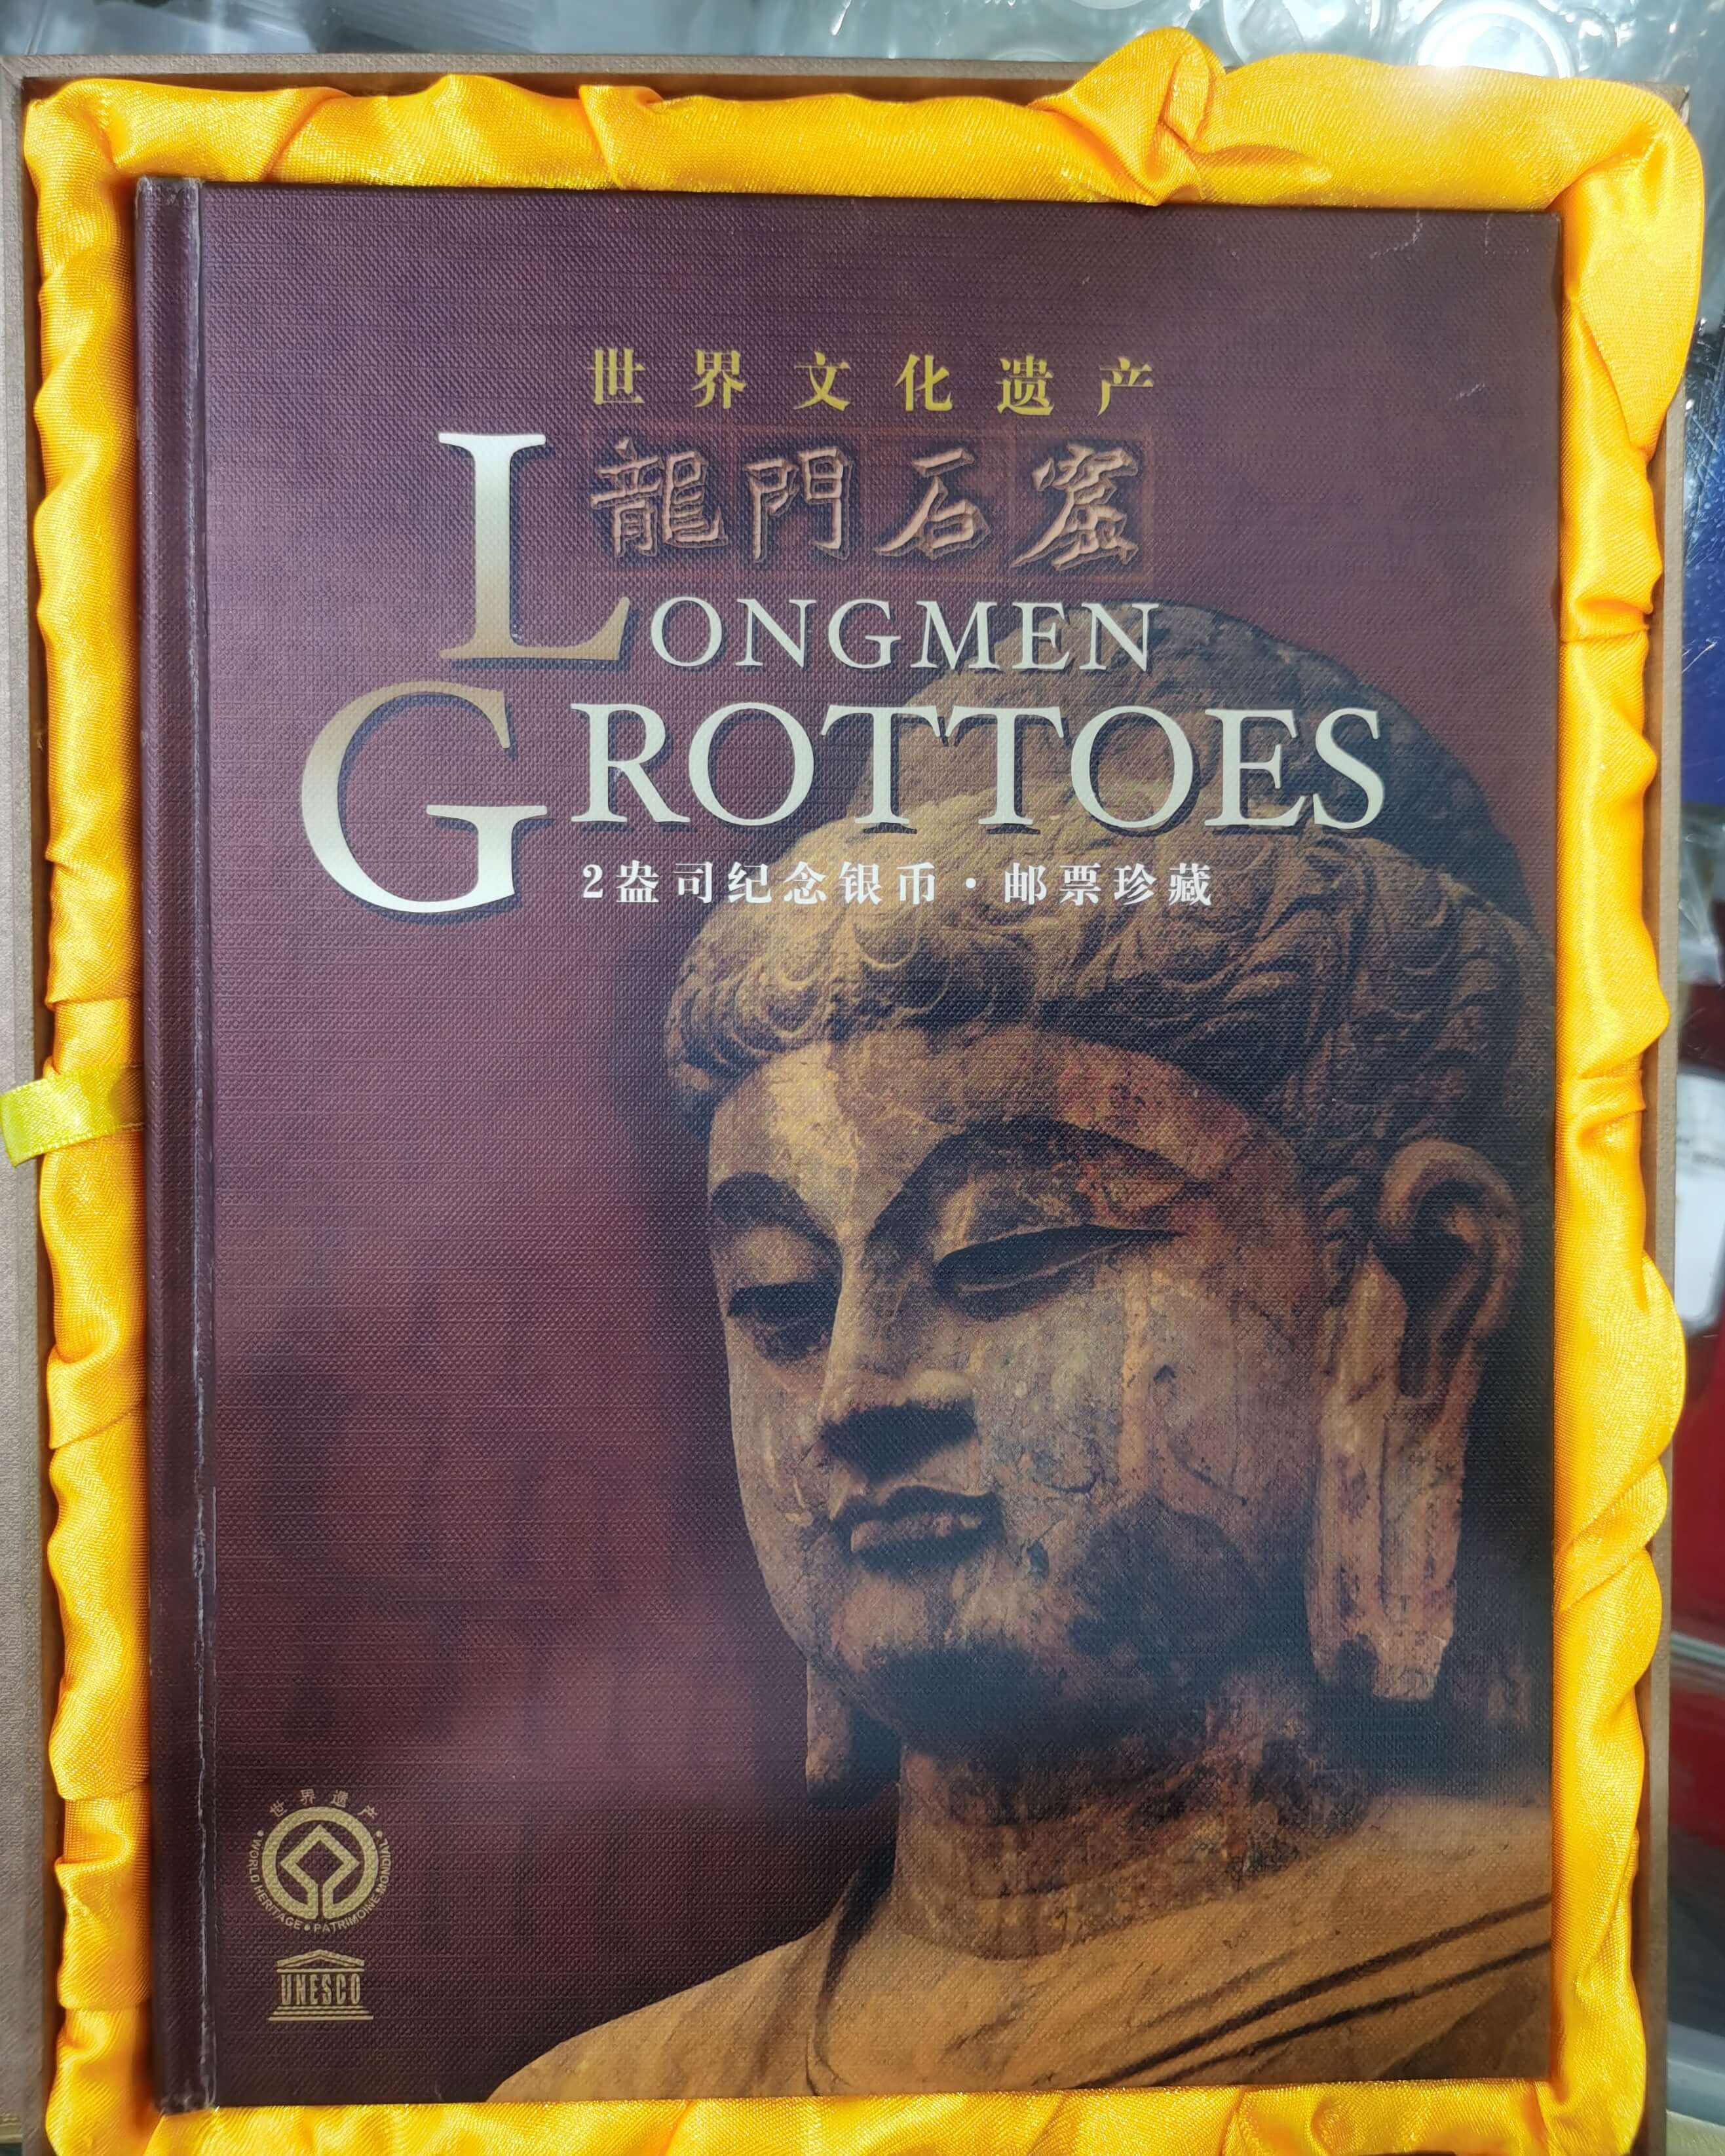 世界文化遗产
龍門石窟
LONGMEN
GROTTOES
2盎司纪念银币·邮票珍藏
世界遗产
•WORLD HERITAGE•PATRIMOINE MONDIAL•
UNESCO